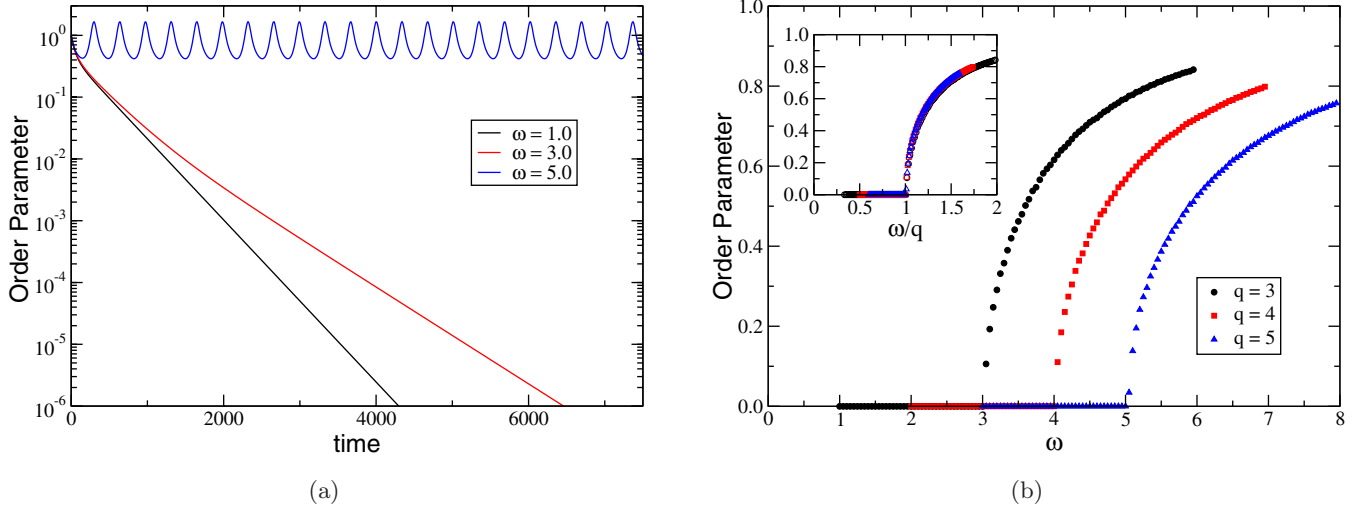 10^0
10^-1
10^-2
10^-3
10^-4
10^-5
10^-6
Order Parameter
0 2000 4000 6000
time
ω = 1.0
ω = 3.0
ω = 5.0
(a)
1.0
0.8
0.6
0.4
0.2
0.0
Order Parameter
0 1 2 3 4 5 6 7 8
ω
1.0
0.8
0.6
0.4
0.2
0.0
0 0.5 1 1.5 2
ω/q
q = 3
q = 4
q = 5
(b)